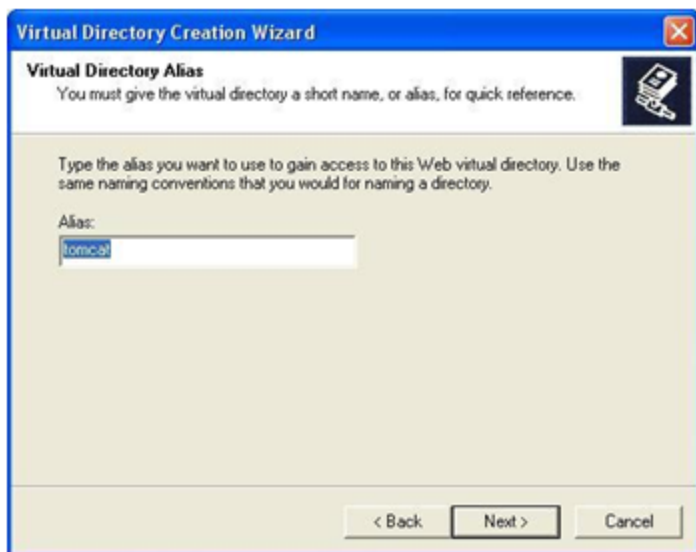 Virtual Directory Creation Wizard
Virtual Directory Alias
You must give the virtual directory a short name, or alias, for quick reference.
Type the alias you want to use to gain access to this Web virtual directory. Use the
same naming conventions that you would for naming a directory.
Alias:
tomcat
< Back Next > Cancel